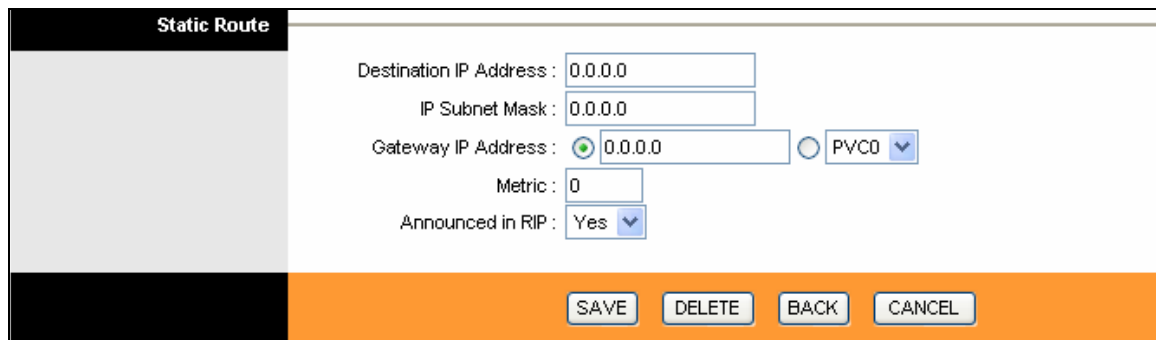 Static Route
Destination IP Address : 0.0.0.0
IP Subnet Mask : 0.0.0.0
Gateway IP Address : 0.0.0.0 PVC0
Metric : 0
Announced in RIP : Yes
SAVE DELETE BACK CANCEL